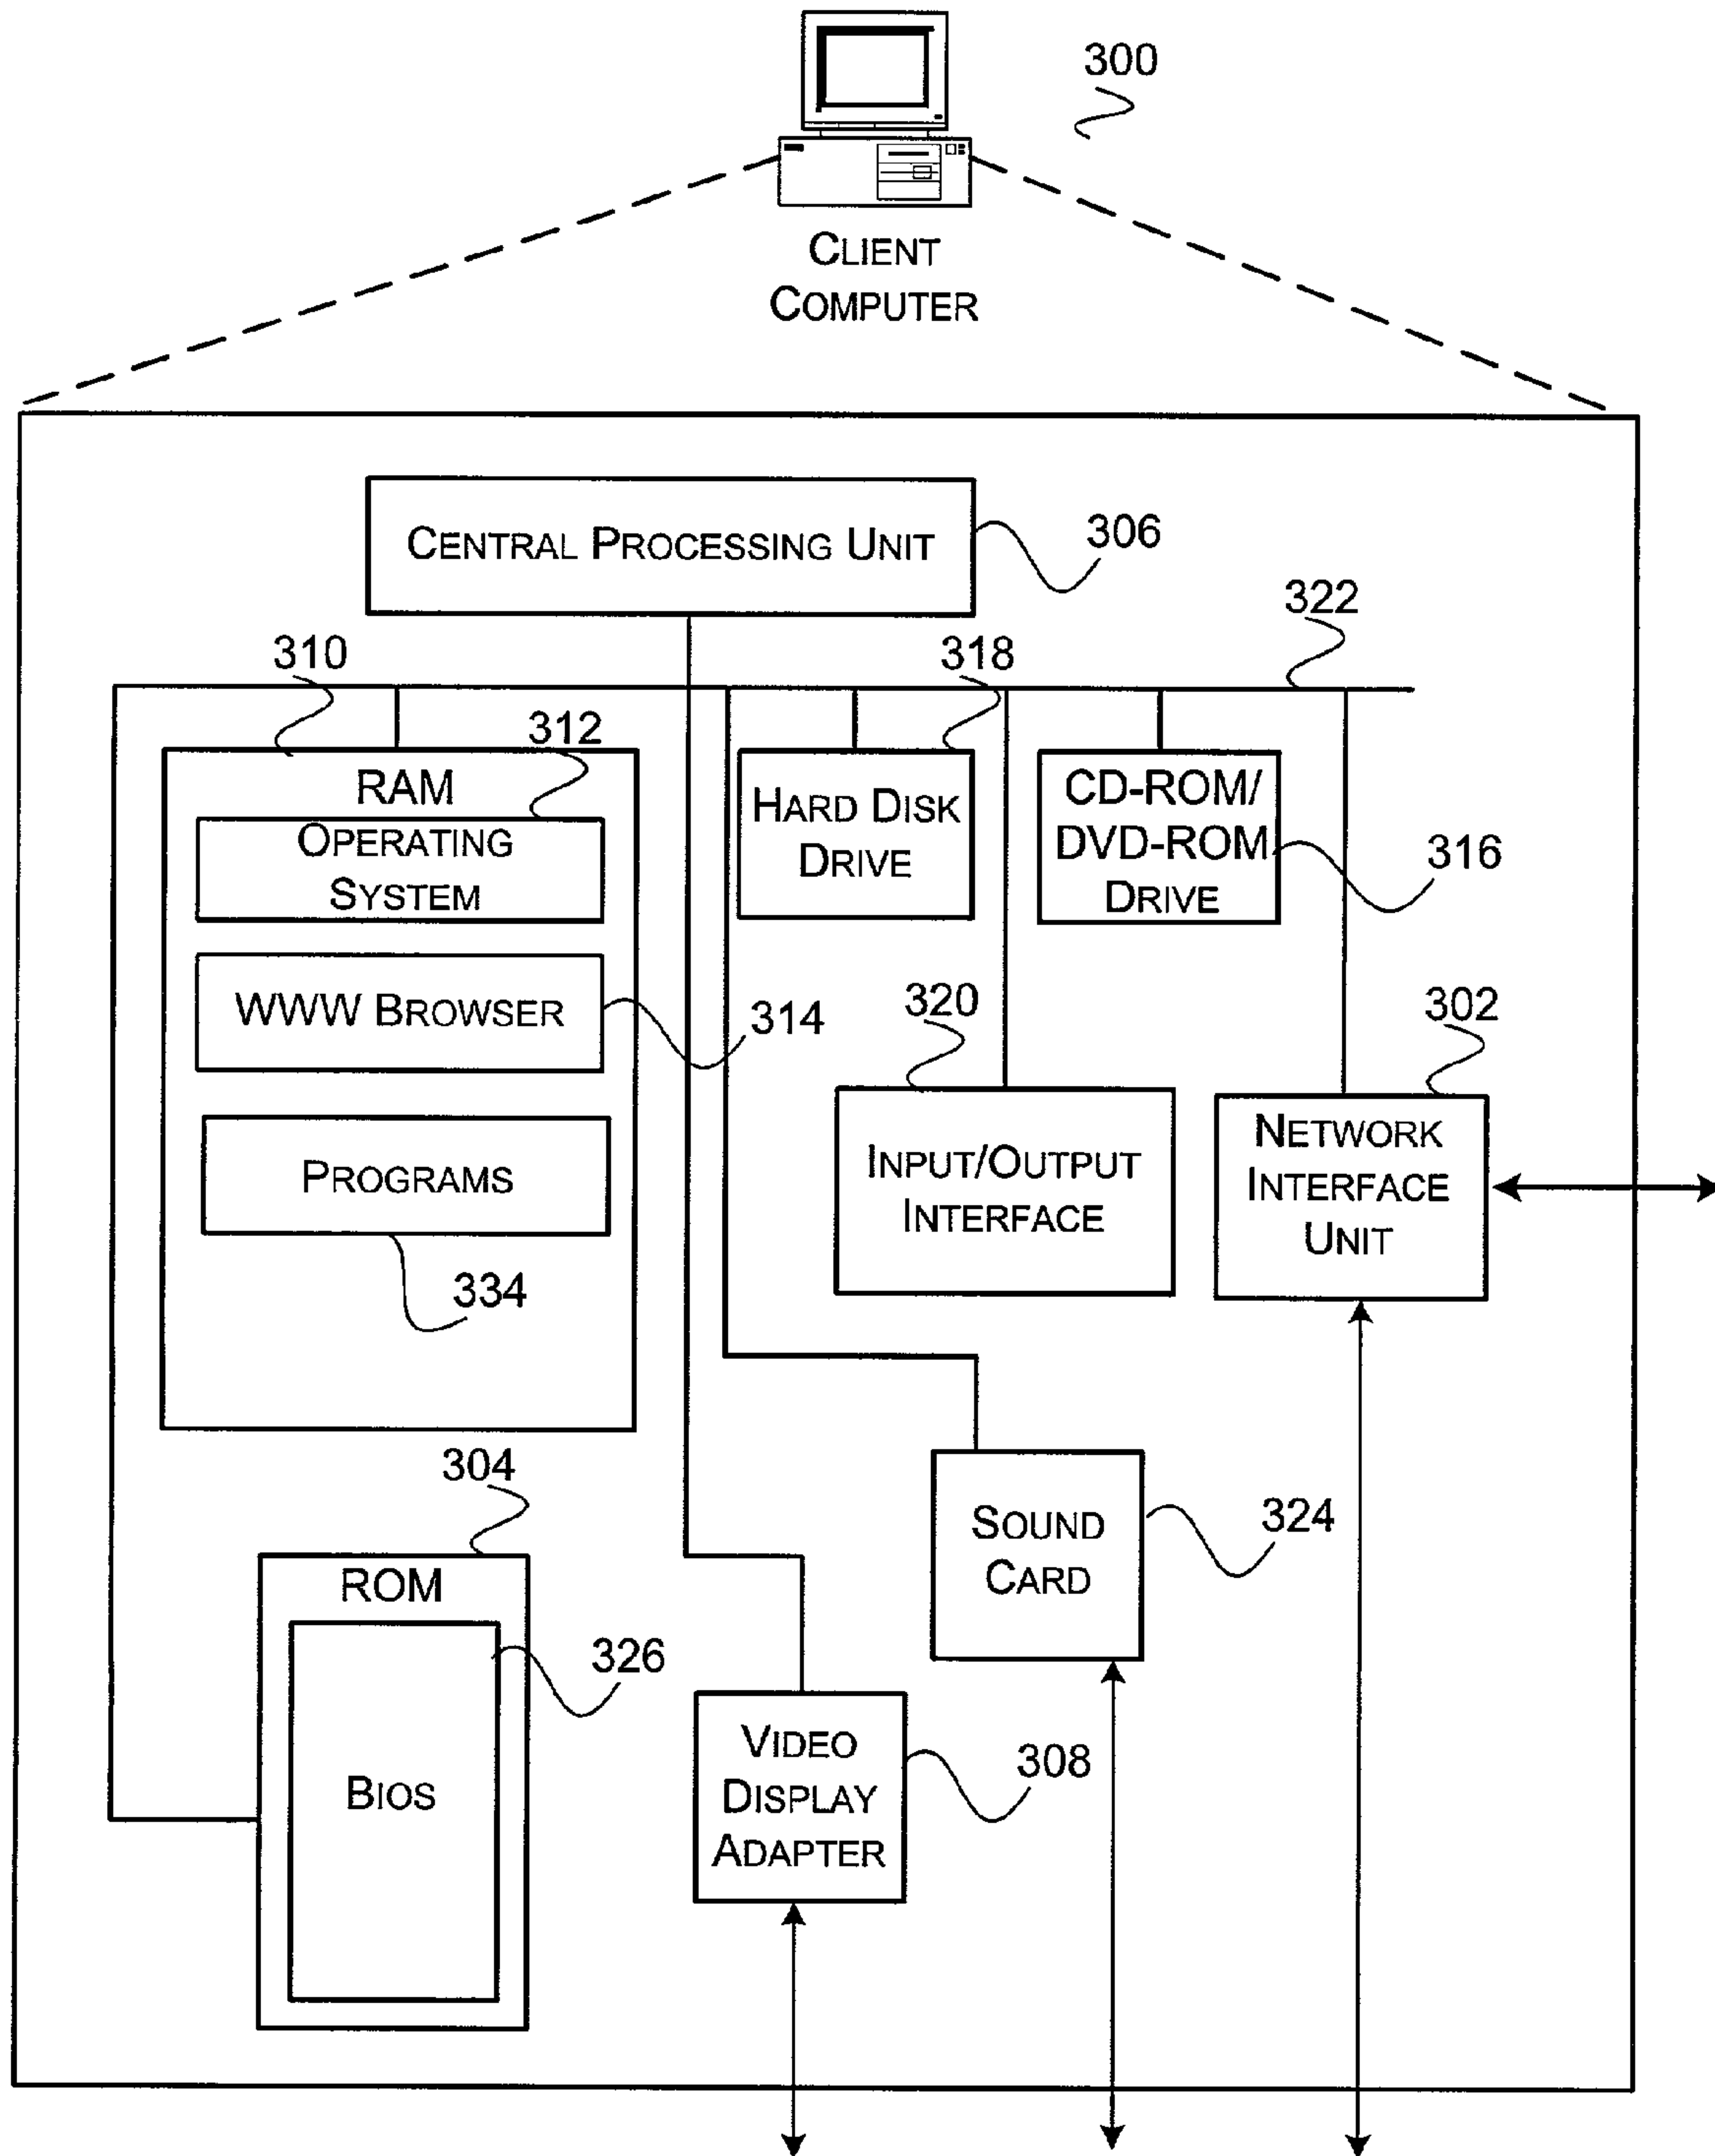 300
CLIENT
COMPUTER
CENTRAL PROCESSING UNIT
306
322
310
318
312
RAM
OPERATING
SYSTEM
HARD DISK
DRIVE
CD-ROM/
DVD-ROM
DRIVE
316
WWW BROWSER
314
320
302
PROGRAMS
334
INPUT/OUTPUT
INTERFACE
NETWORK
INTERFACE
UNIT
304
ROM
SOUND
CARD
324
326
BIOS
VIDEO
DISPLAY
ADAPTER
308